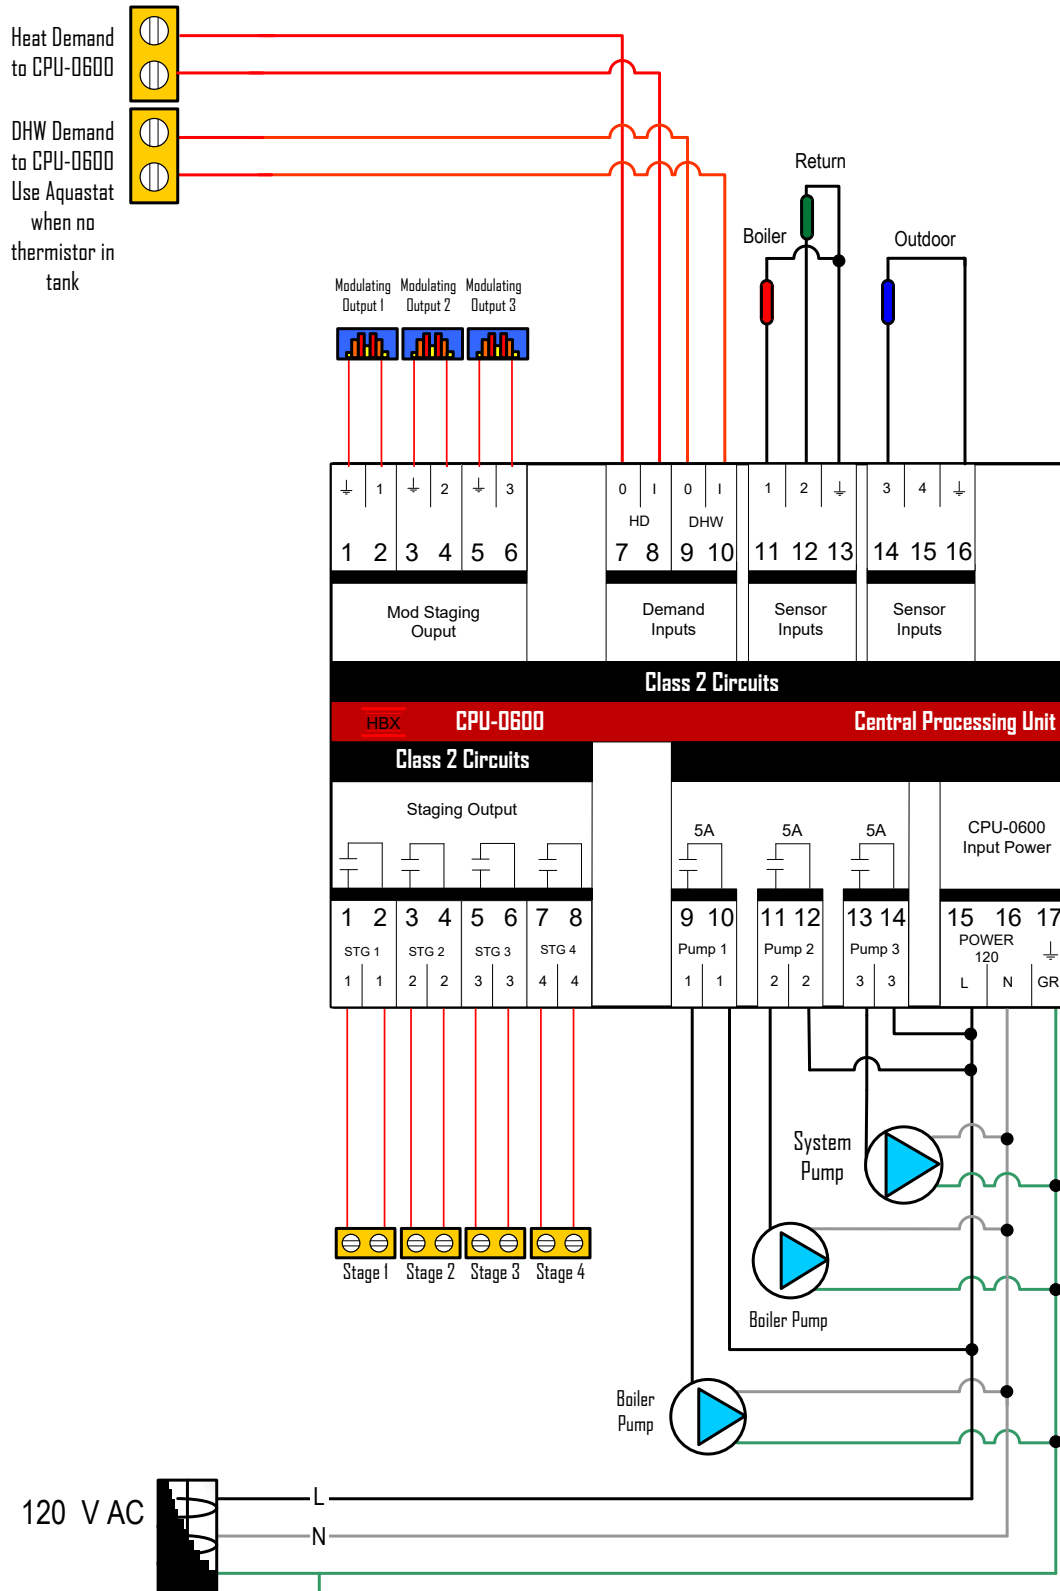 Heat Demand
to CPU-0600
DHW Demand
to CPU-0600
Use Aquastat
when no
thermistor in
tank
Return
Boiler
Outdoor
Modulating Modulating Modulating
Output 1 Output 2 Output 3
1 2 3
0 I 0 I
1 2
3 4
HD DHW
1 2 3 4 5 6
7 8 9 10
11 12 13
14 15 16
Mod Staging
Ouput
Demand
Inputs
Sensor
Inputs
Sensor
Inputs
Class 2 Circuits
HBX CPU-0600 Central Processing Unit
Class 2 Circuits
Staging Output
5A 5A 5A
CPU-0600
Input Power
1 2 3 4 5 6 7 8
9 10 11 12 13 14
15 16 17
STG 1 STG 2 STG 3 STG 4
Pump 1 Pump 2 Pump 3
POWER
120
1 1 2 2 3 3 4 4
1 1 2 2 3 3
L N GR
System
Pump
Stage 1 Stage 2 Stage 3 Stage 4
Boiler Pump
Boiler
Pump
120 V AC
L
N